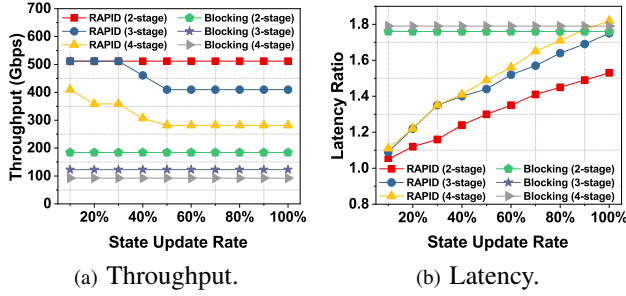 700
600
500
400
300
200
100
0
Throughput (Gbps)
RAPID (2-stage)
RAPID (3-stage)
RAPID (4-stage)
Blocking (2-stage)
Blocking (3-stage)
Blocking (4-stage)
20% 40% 60% 80% 100%
State Update Rate
(a) Throughput.
1.8
1.6
1.4
1.2
1.0
0.8
Latency Ratio
RAPID (2-stage)
RAPID (3-stage)
RAPID (4-stage)
Blocking (2-stage)
Blocking (3-stage)
Blocking (4-stage)
20% 40% 60% 80% 100%
State Update Rate
(b) Latency.